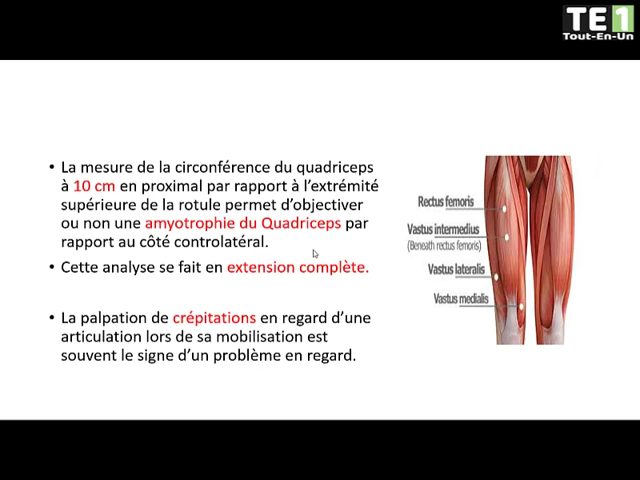 TE1
Tout-En-Un
• La mesure de la circonférence du quadriceps
à 10 cm en proximal par rapport à l'extrémité
supérieure de la rotule permet d'objectiver
ou non une amyotrophie du Quadriceps par
rapport au côté controlatéral.
• Cette analyse se fait en extension complète.
• La palpation de crépitations en regard d'une
articulation lors de sa mobilisation est
souvent le signe d'un problème en regard.
Rectus femoris
Vastus intermedius
(Beneath rectus femoris)
Vastus lateralis
Vastus medialis